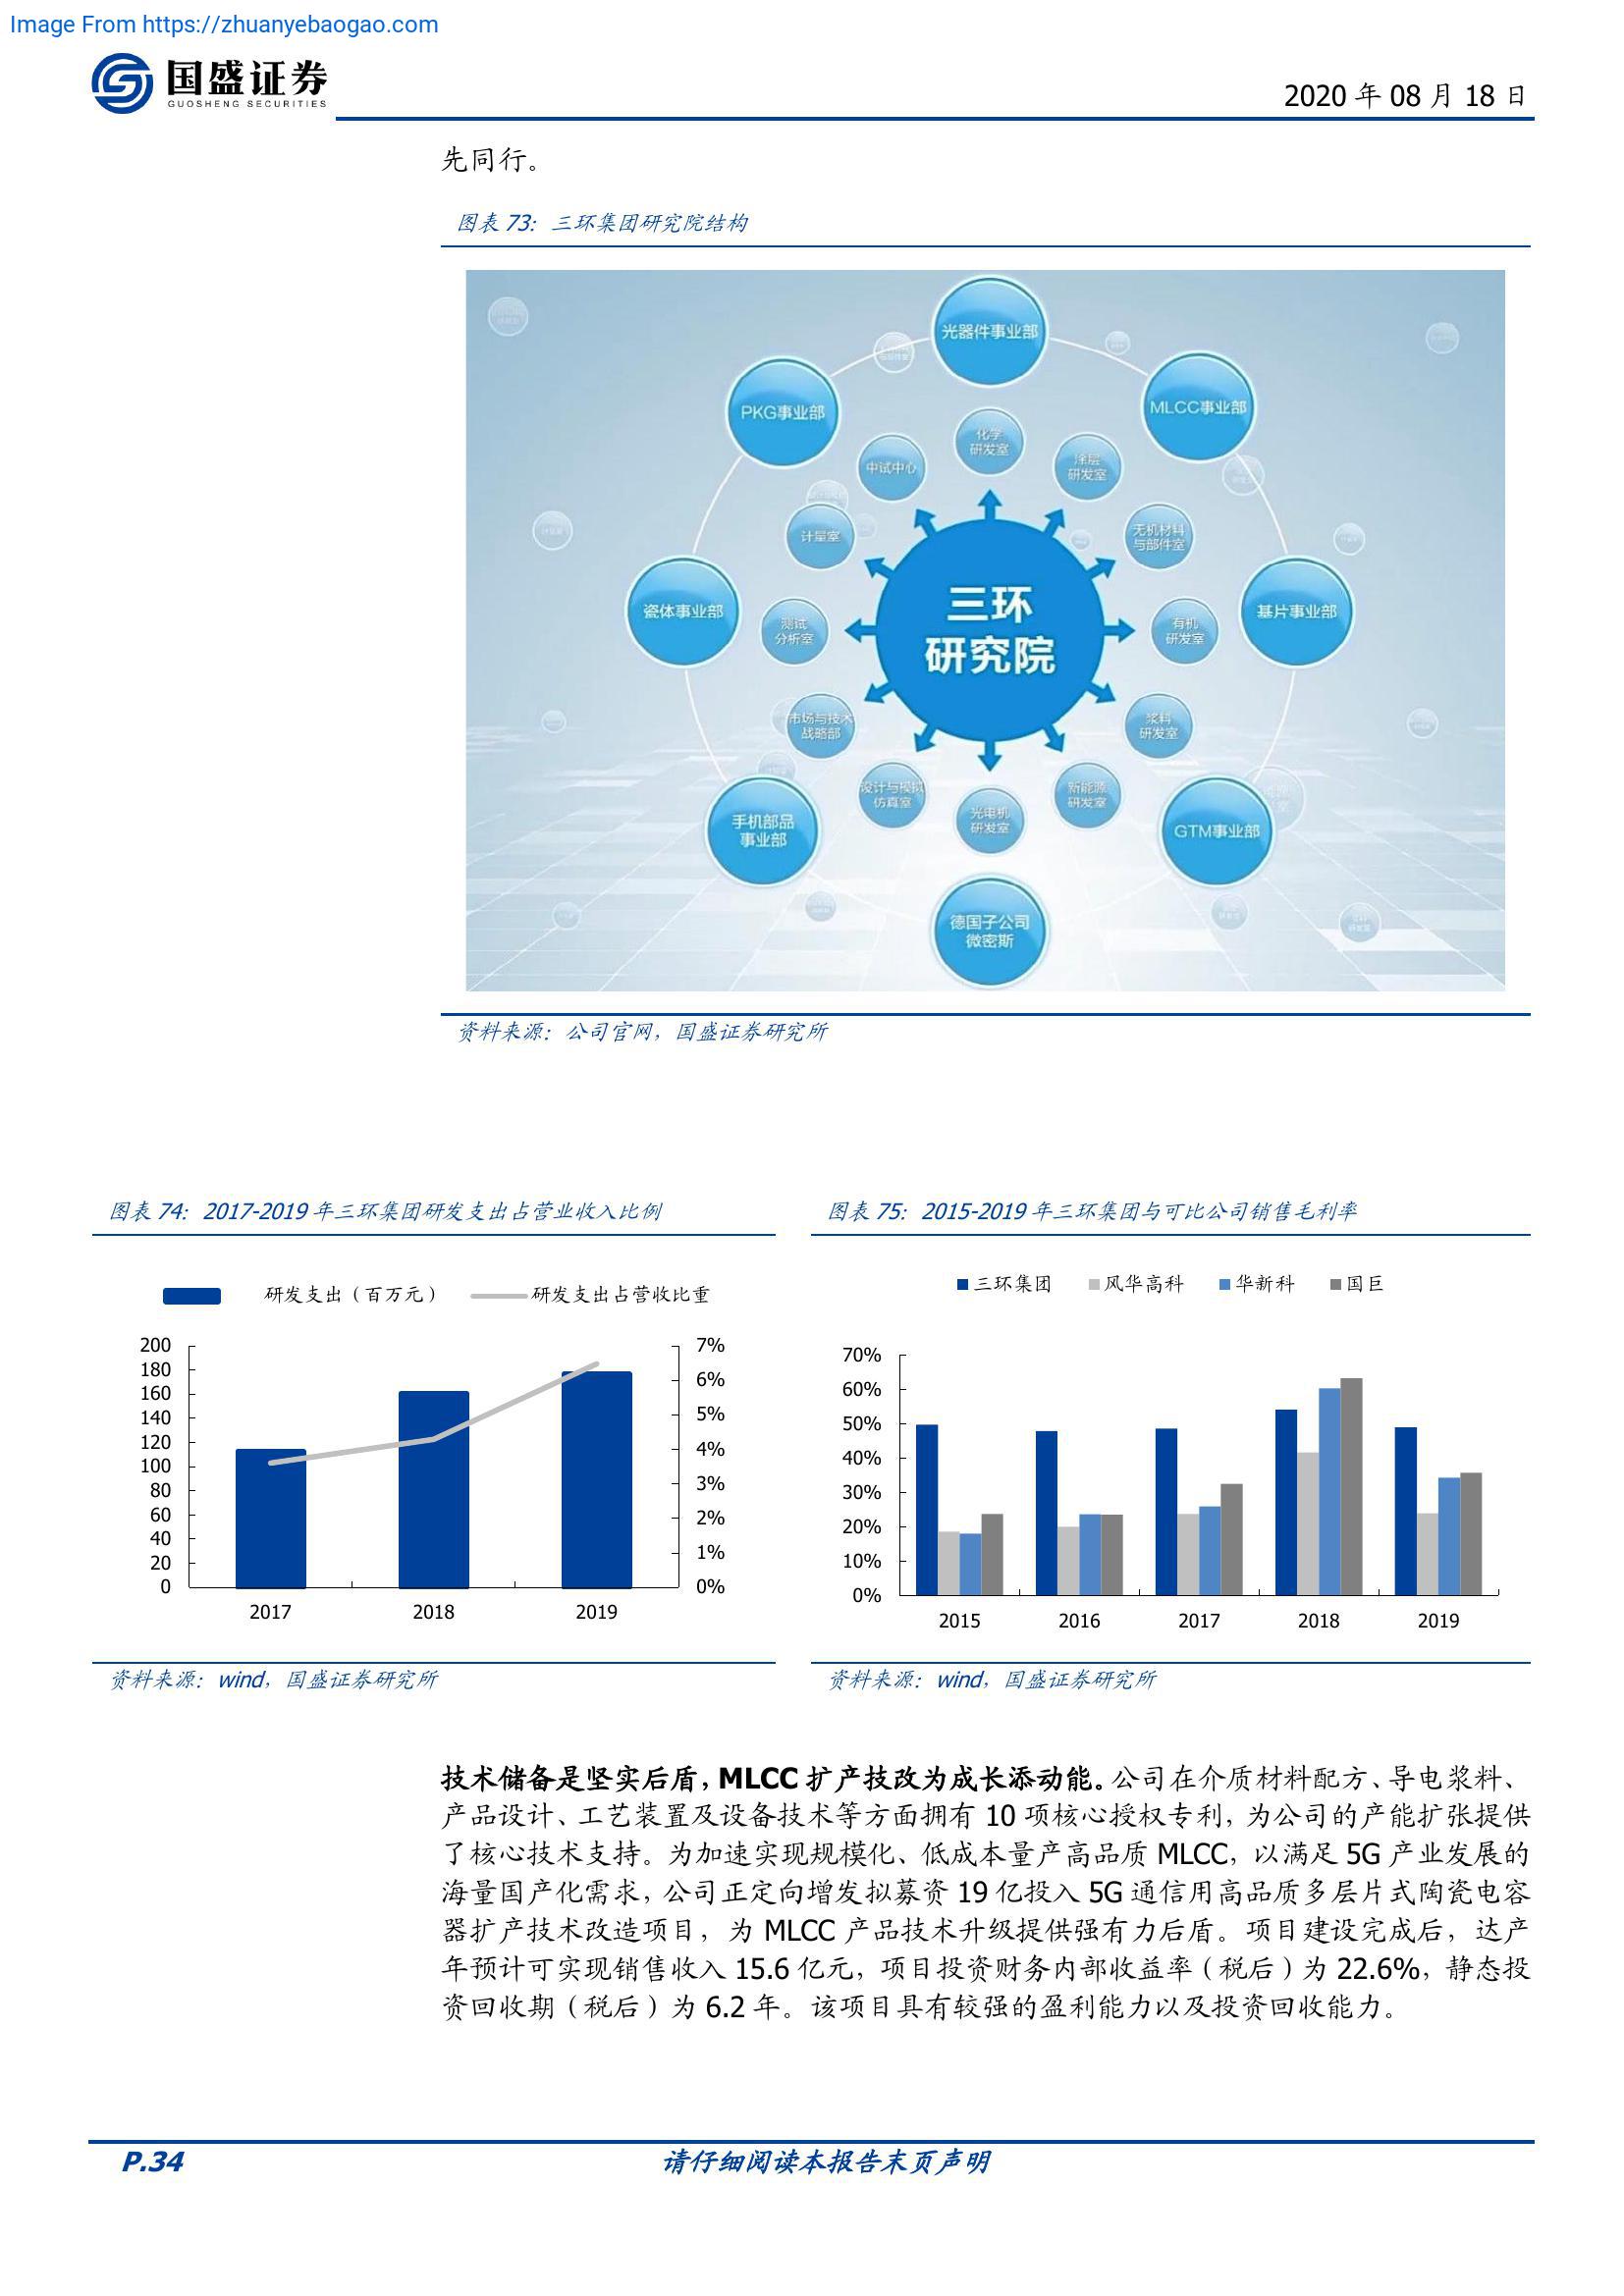 Image From https://zhuanyebaogao.com
国盛证券
GUOSHENG SECURITIES
2020 年 08 月 18 日
先同行。
图表 73：三环集团研究院结构
光器件事业部
PKG事业部
MLCC事业部
化学
研发室
中试中心
涂层
研发室
计量室
无机材料
与部件室
三环
研究院
瓷体事业部
测试
分析室
有机
研发室
基片事业部
市场与技术
战略部
浆料
研发室
设计与模拟
仿真室
新能源
研发室
光电机
研发室
手机部品
事业部
GTM事业部
德国子公司
微密斯
资料来源：公司官网，国盛证券研究所
图表 74：2017-2019 年三环集团研发支出占营业收入比例
研发支出（百万元） 研发支出占营收比重
200 7%
180
160 6%
140 5%
120 4%
100
80 3%
60 2%
40 1%
20
0 0%
2017 2018 2019
资料来源：wind，国盛证券研究所
图表 75：2015-2019 年三环集团与可比公司销售毛利率
三环集团 风华高科 华新科 国巨
70%
60%
50%
40%
30%
20%
10%
0%
2015 2016 2017 2018 2019
资料来源：wind，国盛证券研究所
技术储备是坚实后盾，MLCC 扩产技改为成长添动能。公司在介质材料配方、导电浆料、
产品设计、工艺装置及设备技术等方面拥有 10 项核心授权专利，为公司的产能扩张提供
了核心技术支持。为加速实现规模化、低成本量产高品质 MLCC，以满足 5G 产业发展的
海量国产化需求，公司正定向增发拟募资 19 亿投入 5G 通信用高品质多层片式陶瓷电容
器扩产技术改造项目，为 MLCC 产品技术升级提供强有力后盾。项目建设完成后，达产
年预计可实现销售收入 15.6 亿元，项目投资财务内部收益率（税后）为 22.6%，静态投
资回收期（税后）为 6.2 年。该项目具有较强的盈利能力以及投资回收能力。
P.34
请仔细阅读本报告末页声明